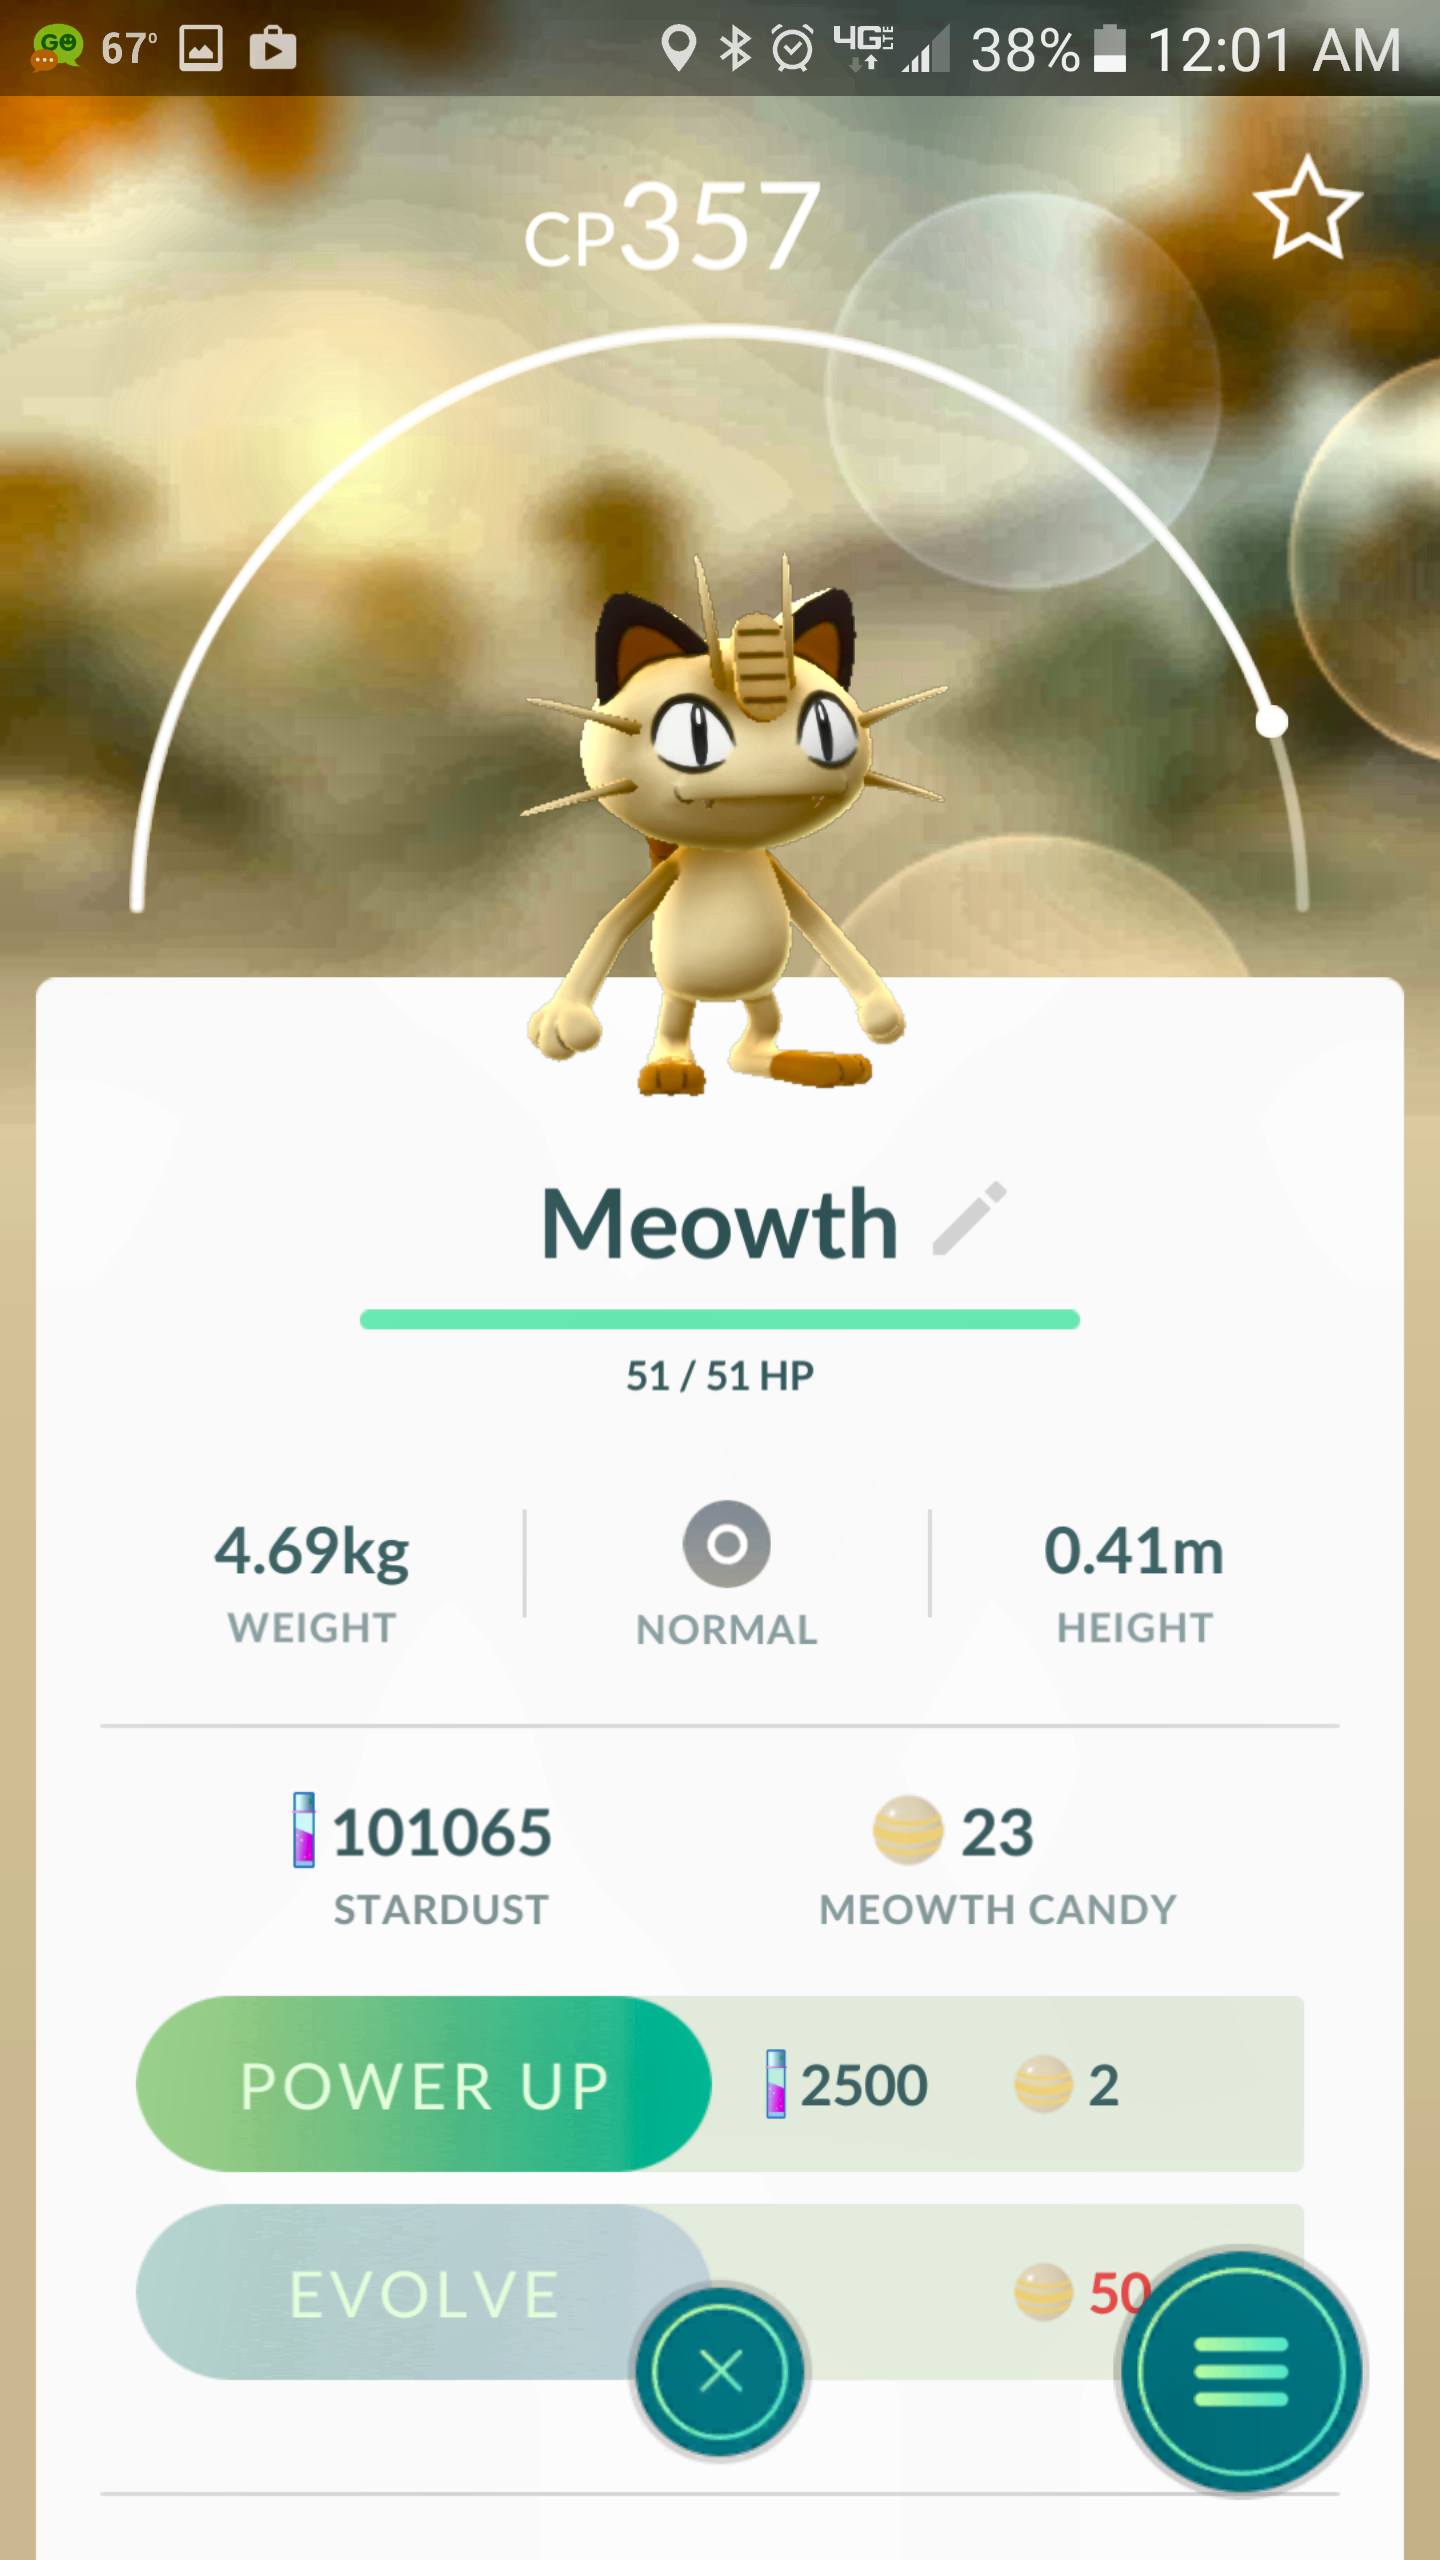 GO 67° 4G LTE 38% 12:01 AM
CP357
Meowth
51 / 51 HP
4.69kg
WEIGHT
NORMAL
0.41m
HEIGHT
101065
STARDUST
23
MEOWTH CANDY
POWER UP 2500 2
EVOLVE 50